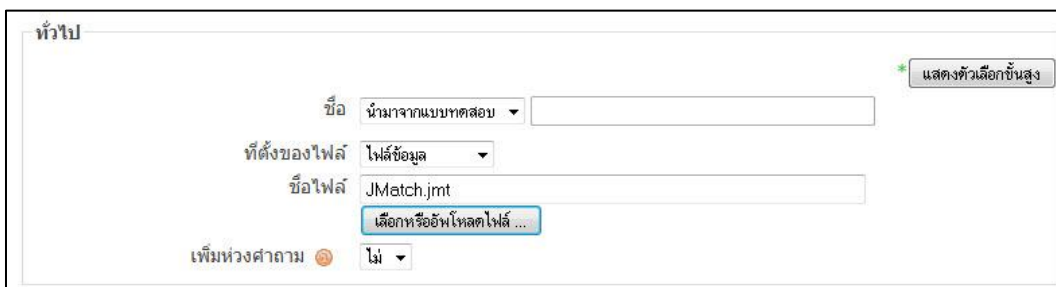 ทั่วไป
* แสดงตัวเลือกขั้นสูง
ชื่อ นำมาจากแบบทดสอบ
ที่ตั้งของไฟล์ ไฟล์ข้อมูล
ชื่อไฟล์ JMatch.jmt
เลือกหรืออัพโหลดไฟล์ ...
เพิ่มห่วงคำถาม ไม่